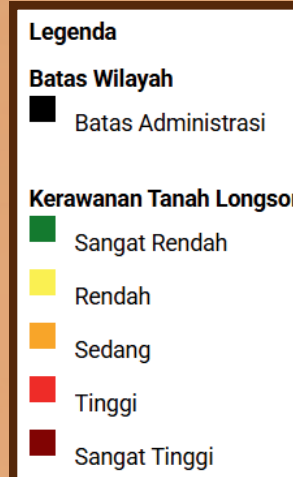 Legenda
Batas Wilayah
Batas Administrasi
Kerawanan Tanah Longsor
Sangat Rendah
Rendah
Sedang
Tinggi
Sangat Tinggi